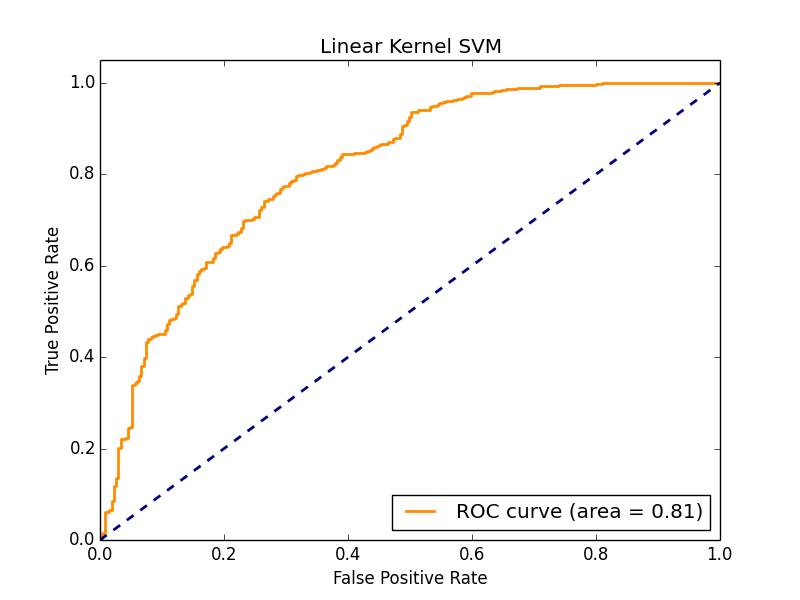 Linear Kernel SVM
1.0
0.8
0.6
0.4
0.2
0.0
True Positive Rate
ROC curve (area = 0.81)
0.0 0.2 0.4 0.6 0.8 1.0
False Positive Rate